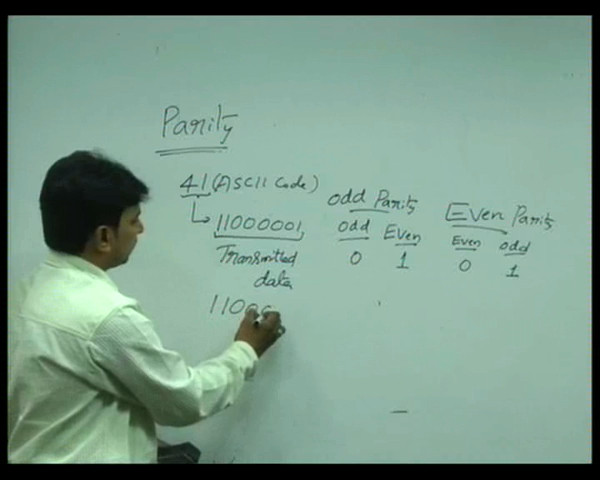 Parity
41 (ASCII Code)
11000001
Transmitted
data
1100
odd Parity
odd Even
0 1
Even Parity
Even odd
0 1